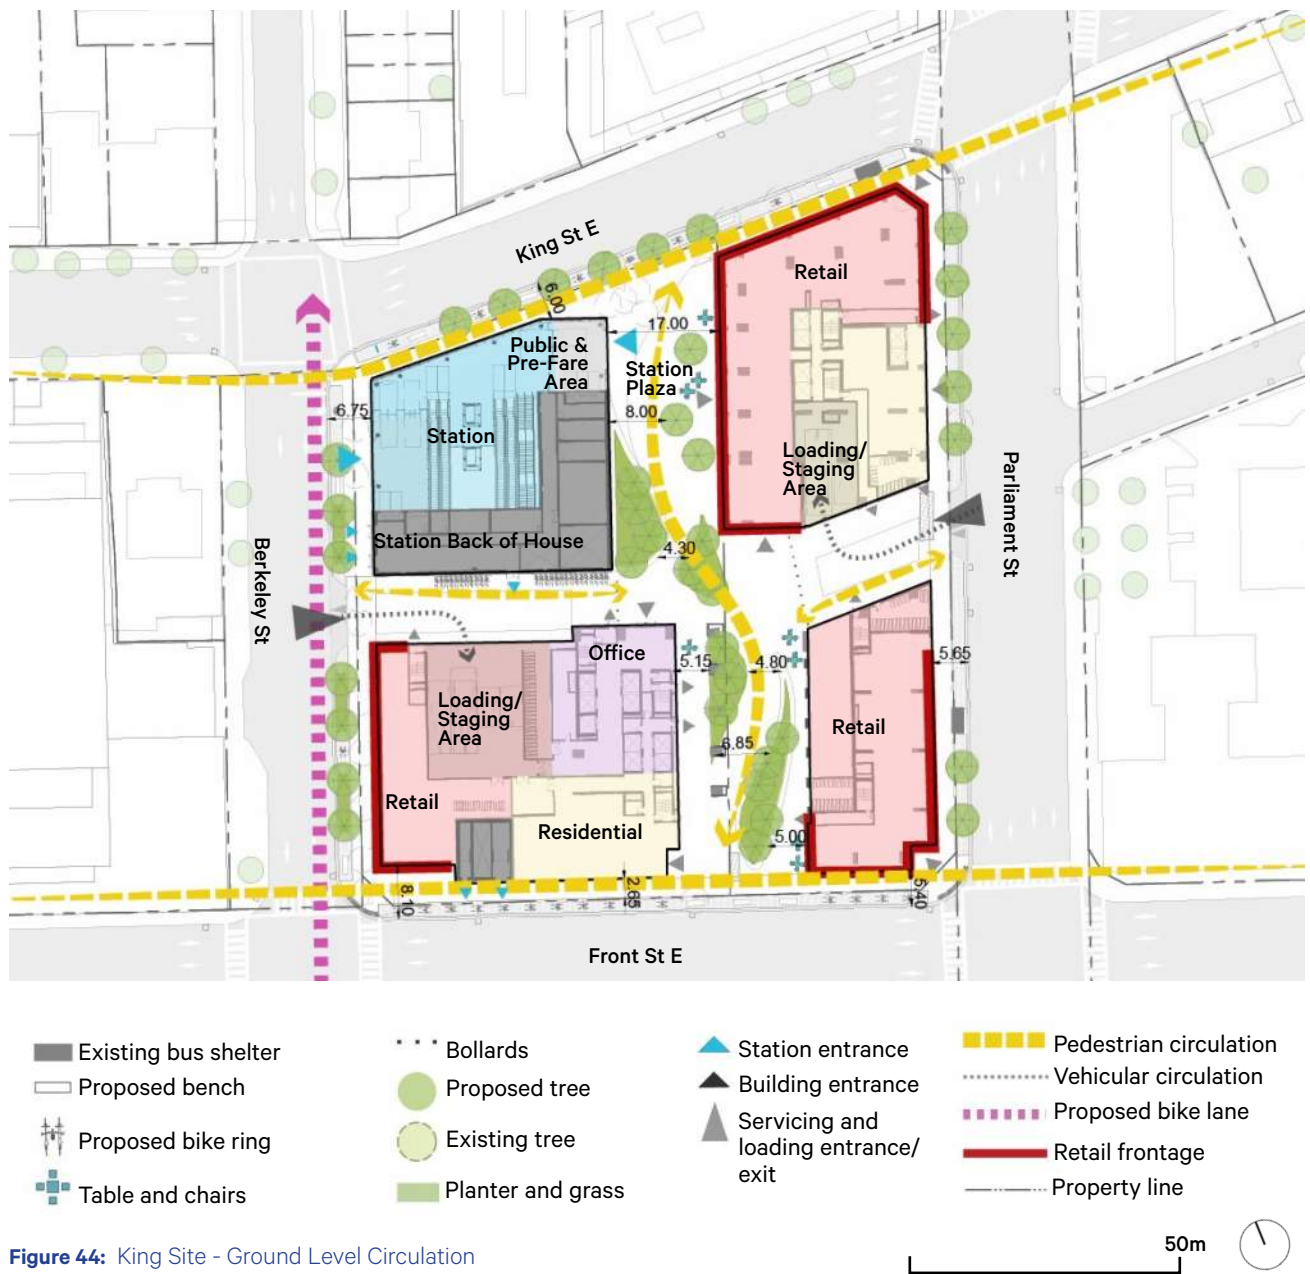 King St E
Retail
6.00
17.00
Public &
Pre-Fare
Area
Station
Plaza
6.75
8.00
Station
Loading/
Staging
Area
Parliament St
Station Back of House
Berkeley St
4.30
Office
5.15
4.80
5.65
Loading/
Staging
Area
Retail
6.85
Retail
Residential
5.00
8.10
2.65
5.40
Front St E
Existing bus shelter
Proposed bench
Proposed bike ring
Table and chairs
Bollards
Proposed tree
Existing tree
Planter and grass
Station entrance
Building entrance
Servicing and
loading entrance/
exit
Pedestrian circulation
Vehicular circulation
Proposed bike lane
Retail frontage
Property line
Figure 44: King Site - Ground Level Circulation
50m